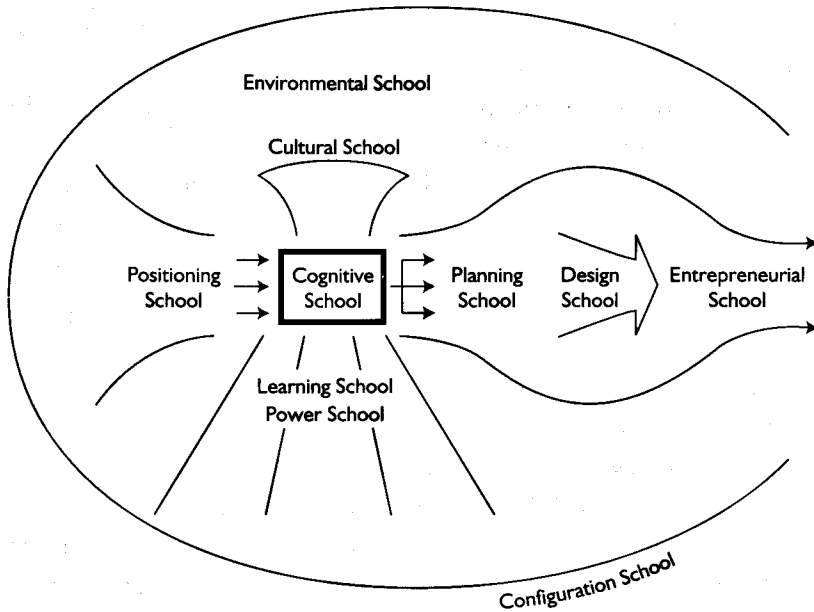 Environmental School
Cultural School
Positioning
School
Cognitive
School
Planning
School
Design
School
Entrepreneurial
School
Learning School
Power School
Configuration School